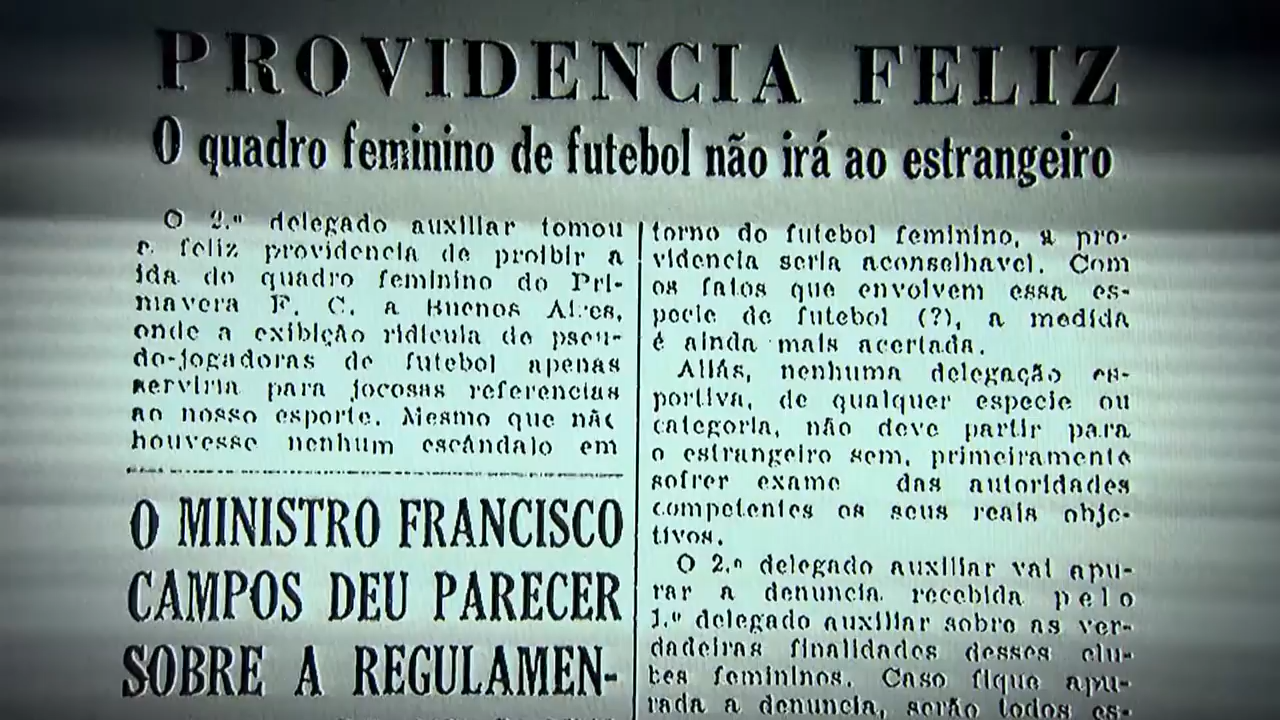 PROVIDENCIA FELIZ
O quadro feminino de futebol não irá ao estrangeiro
O 2.º delegado auxiliar tomou
a feliz providencia de proibir a
ida do quadro feminino do Pri-
mavera F. C. a Buenos Aires,
onde a exibição ridicula de pseu-
do-jogadoras de futebol apenas
serviria para jocosas referencias
ao nosso esporte. Mesmo que não
houvesse nenhum escândalo em
O MINISTRO FRANCISCO
CAMPOS DEU PARECER
SOBRE A REGULAMEN-
torno do futebol feminino, a pro-
videncia seria aconselhavel. Com
os fatos que envolvem essa es-
pecie de futebol (?), a medida
é ainda mais acertada.
Aliás, nenhuma delegação es-
portiva, de qualquer especie ou
categoria, não deve partir para
o estrangeiro sem, primeiramente
sofrer exame das autoridades
competentes os seus reais obje-
tivos.
O 2.º delegado auxiliar vai apu-
rar a denuncia recebida pelo
1.º delegado auxiliar sobre as ver-
dadeiras finalidades desses clu-
bes femininos. Caso fique apu-
rada a denuncia, serão todos es-